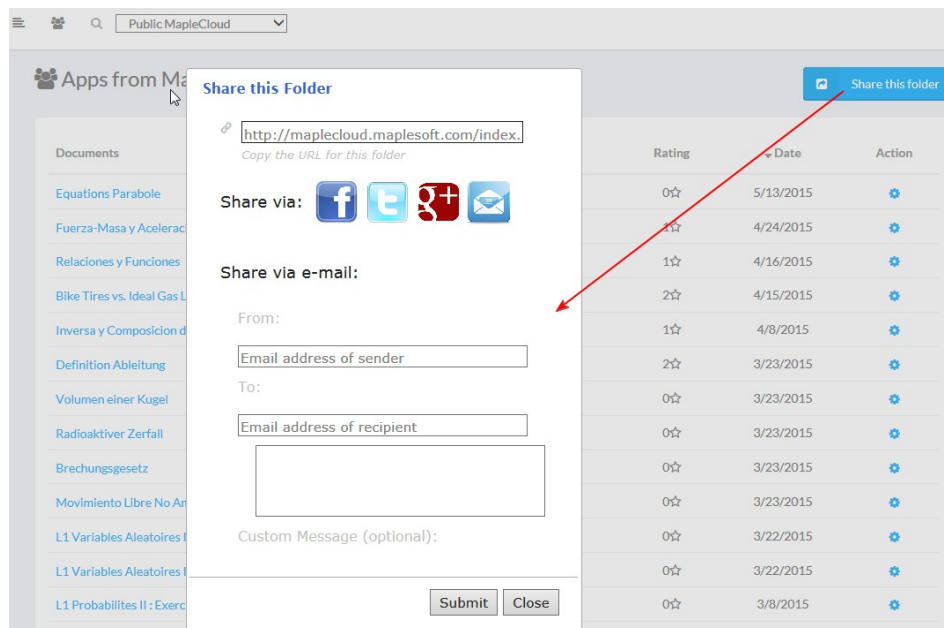 Public MapleCloud
Apps from Ma
Share this folder
Share this Folder
http://maplecloud.maplesoft.com/index.
Copy the URL for this folder
Share via:
Share via e-mail:
From:
Email address of sender
To:
Email address of recipient
Custom Message (optional):
Submit Close
Documents Rating Date Action
Equations Parabole 0☆ 5/13/2015
Fuerza-Masa y Acelerac 1☆ 4/24/2015
Relaciones y Funciones 1☆ 4/16/2015
Bike Tires vs. Ideal Gas L 2☆ 4/15/2015
Inversa y Composicion d 1☆ 4/8/2015
Definition Ableitung 2☆ 3/23/2015
Volumen einer Kugel 0☆ 3/23/2015
Radioaktiver Zerfall 0☆ 3/23/2015
Brechungsgesetz 0☆ 3/23/2015
Movimiento Libre No Am 0☆ 3/23/2015
L1 Variables Aleatoires I 0☆ 3/22/2015
L1 Variables Aleatoires I 0☆ 3/22/2015
L1 Probabilites II : Exerc 0☆ 3/8/2015